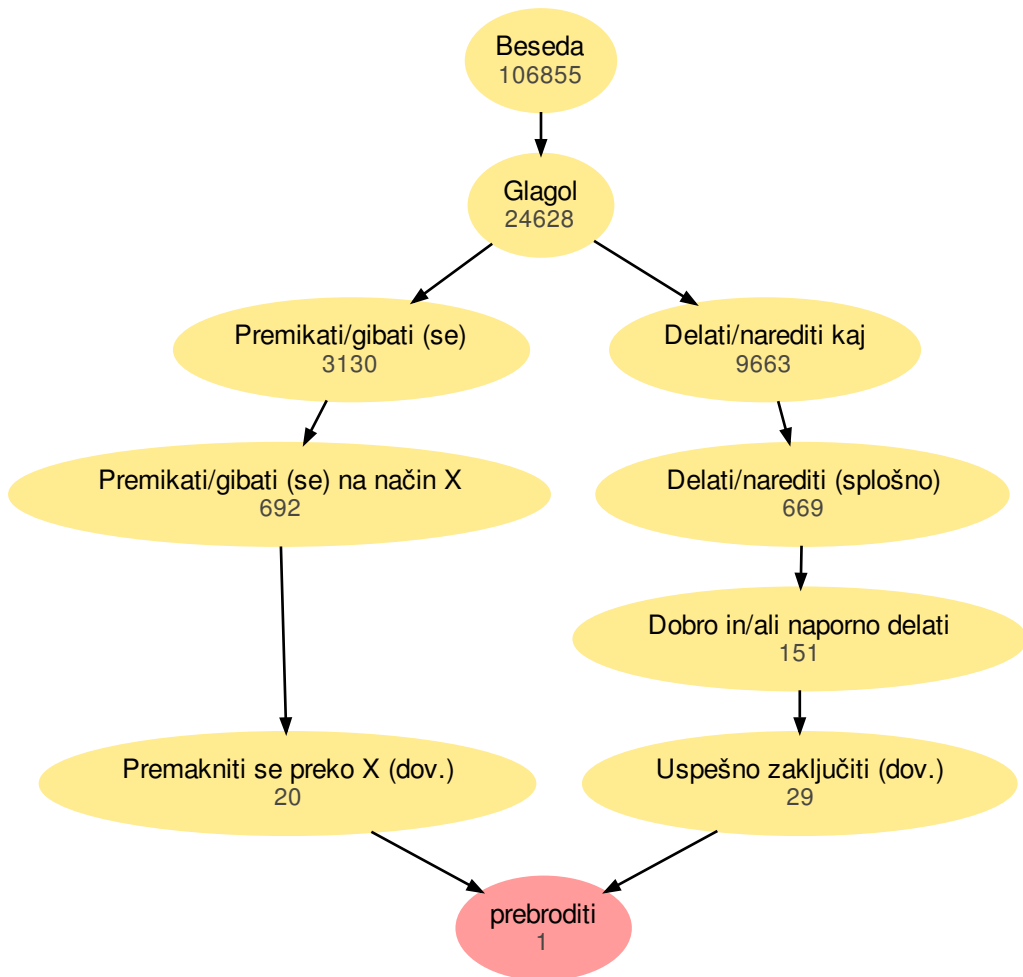 Beseda
106855
Glagol
24628
Premikati/gibati (se)
3130
Delati/narediti kaj
9663
Premikati/gibati (se) na način X
692
Delati/narediti (splošno)
669
Dobro in/ali naporno delati
151
Premakniti se preko X (dov.)
20
Uspešno zaključiti (dov.)
29
prebroditi
1